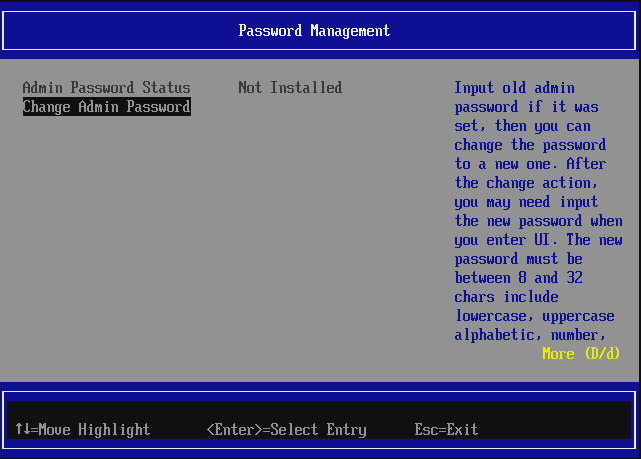 Password Management
Admin Password Status Not Installed
Change Admin Password
Input old admin
password if it was
set, then you can
change the password
to a new one. After
the change action,
you may need input
the new password when
you enter UI. The new
password must be
between 8 and 32
chars include
lowercase, uppercase
alphabetic, number,
More (D/d)
↑↓=Move Highlight <Enter>=Select Entry Esc=Exit